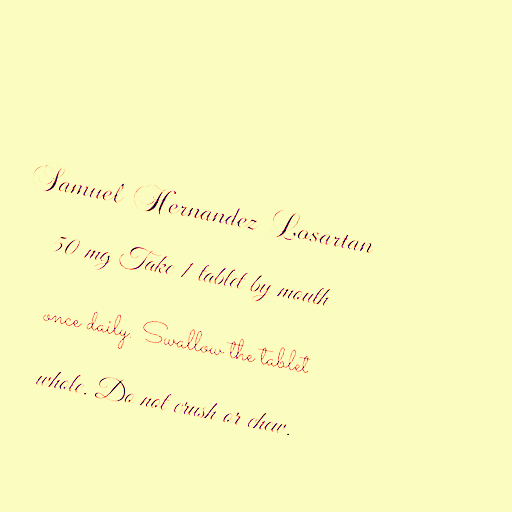 Samuel Hernandez Losartan
50 mg Take 1 tablet by mouth
once daily. Swallow the tablet
whole. Do not crush or chew.